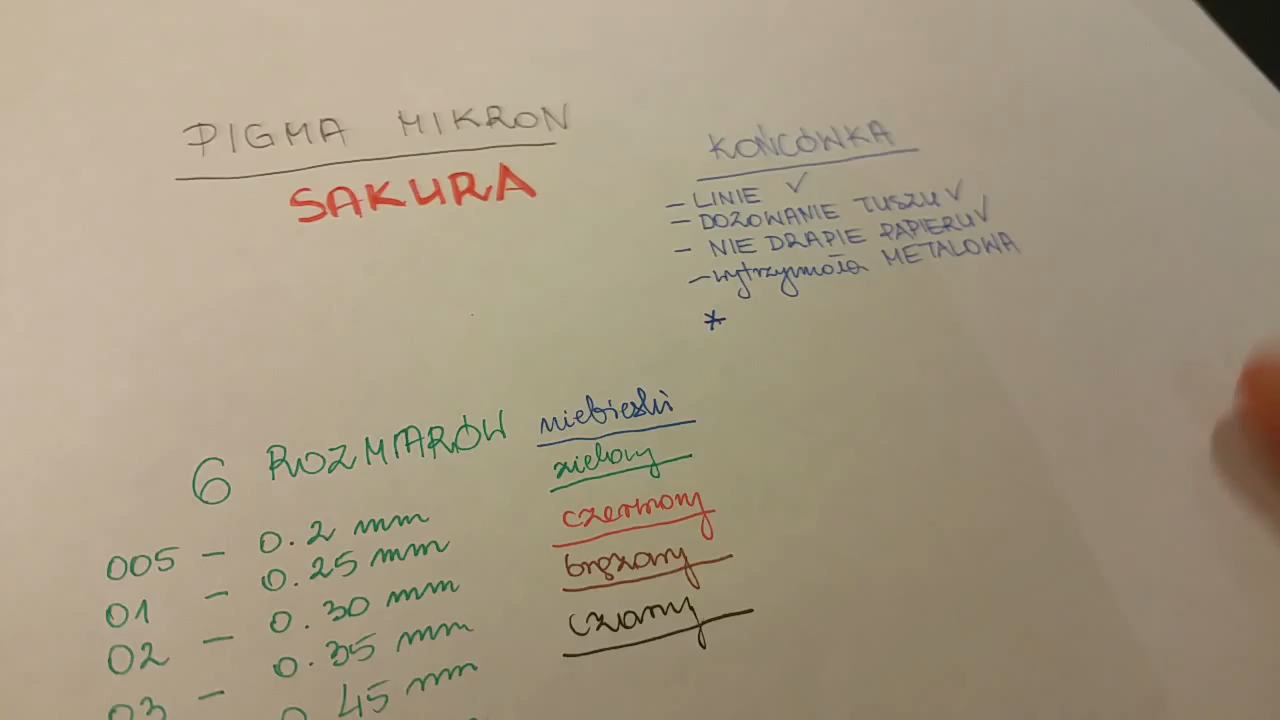 PIGMA MIKRON
SAKURA
KOŃCÓWKA
- LINIE ✓
- DOZOWANIE TUSZU ✓
- NIE DRAPIE PAPIERU ✓
- wytrzymała METALOWA
*
6 ROZMIARÓW
005 - 0.2 mm
01 - 0.25 mm
02 - 0.30 mm
03 - 0.35 mm
0.45 mm
niebieski
zielony
czerwony
brązowy
czarny